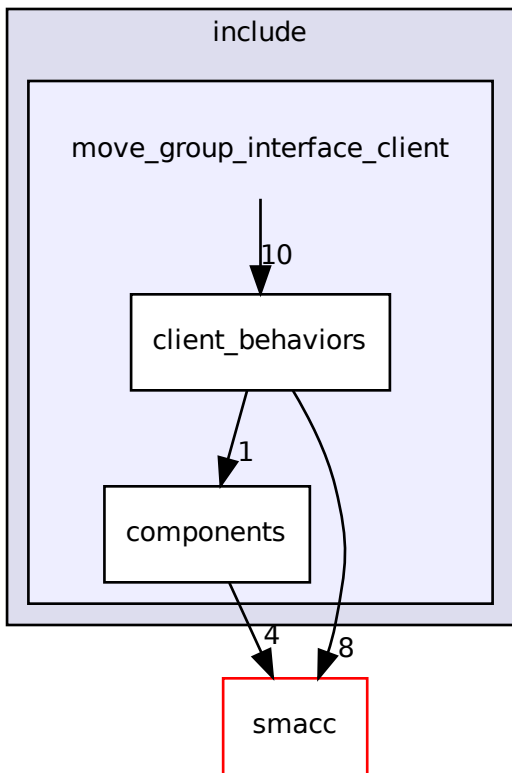 include
move_group_interface_client
10
client_behaviors
1
components
4
8
smacc